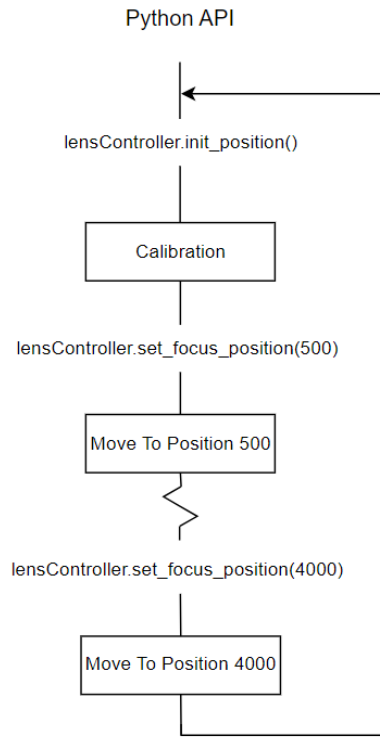 Python API
lensController.init_position()
Calibration
lensController.set_focus_position(500)
Move To Position 500
lensController.set_focus_position(4000)
Move To Position 4000